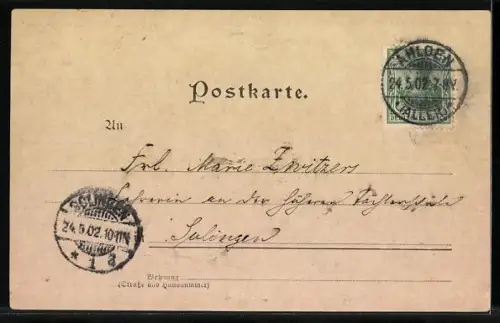 AHLDEN
24.5.02.7-8V.
(ALLER)
Postkarte.
An
Frl. Marie Zwitzers
Lehrerin an der höheren Töchterschule
Solingen
SOLINGEN
24.5.02.10-11N
* 1 d
Wohnung
(Straße und Hausnummer)